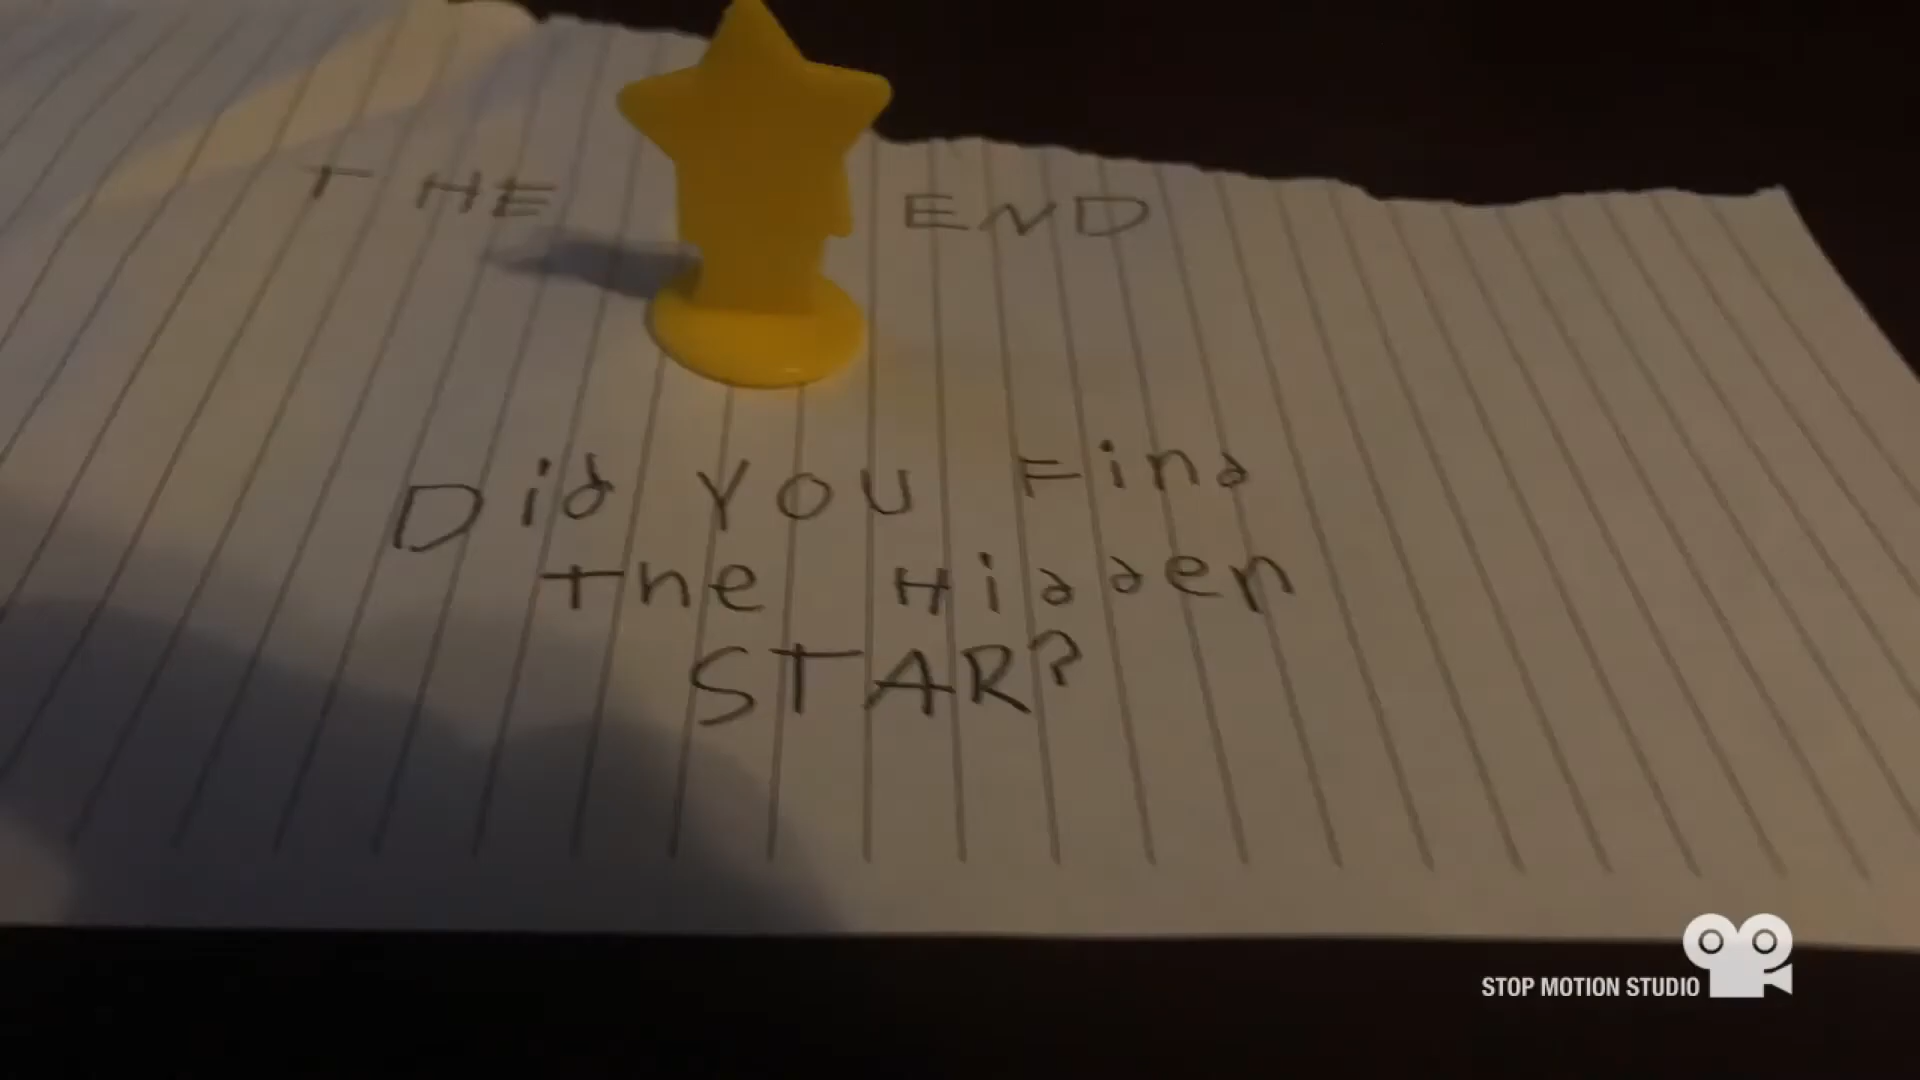 THE END
Did YOU Find
the Hidden
STAR?
STOP MOTION STUDIO